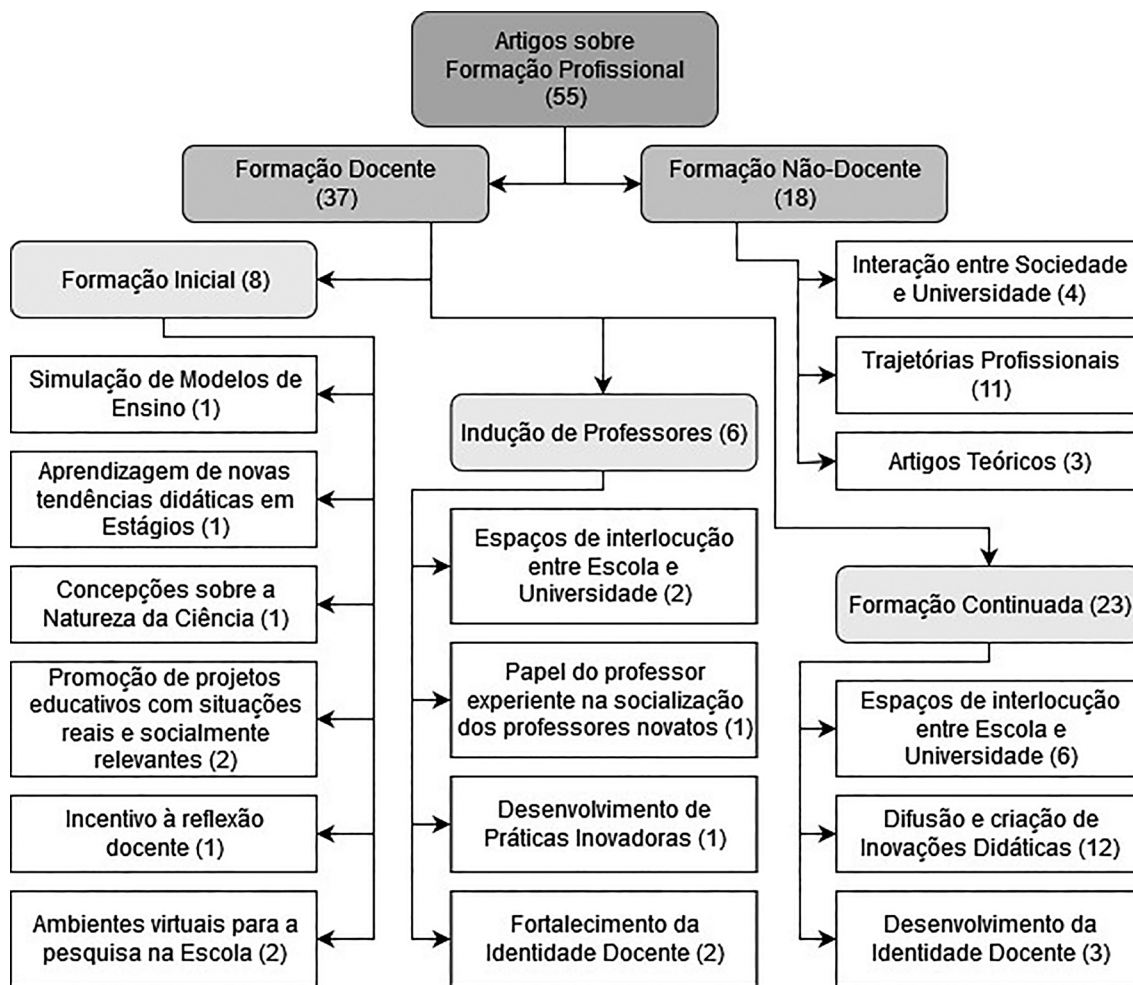 Artigos sobre
Formação Profissional
(55)
Formação Docente
(37)
Formação Não-Docente
(18)
Formação Inicial (8)
Simulação de Modelos de
Ensino (1)
Aprendizagem de novas
tendências didáticas em
Estágios (1)
Concepções sobre a
Natureza da Ciência (1)
Promoção de projetos
educativos com situações
reais e socialmente
relevantes (2)
Incentivo à reflexão
docente (1)
Ambientes virtuais para a
pesquisa na Escola (2)
Indução de Professores (6)
Espaços de interlocução
entre Escola e
Universidade (2)
Papel do professor
experiente na socialização
dos professores novatos (1)
Desenvolvimento de
Práticas Inovadoras (1)
Fortalecimento da
Identidade Docente (2)
Interação entre Sociedade
e Universidade (4)
Trajetórias Profissionais
(11)
Artigos Teóricos (3)
Formação Continuada (23)
Espaços de interlocução
entre Escola e
Universidade (6)
Difusão e criação de
Inovações Didáticas (12)
Desenvolvimento da
Identidade Docente (3)